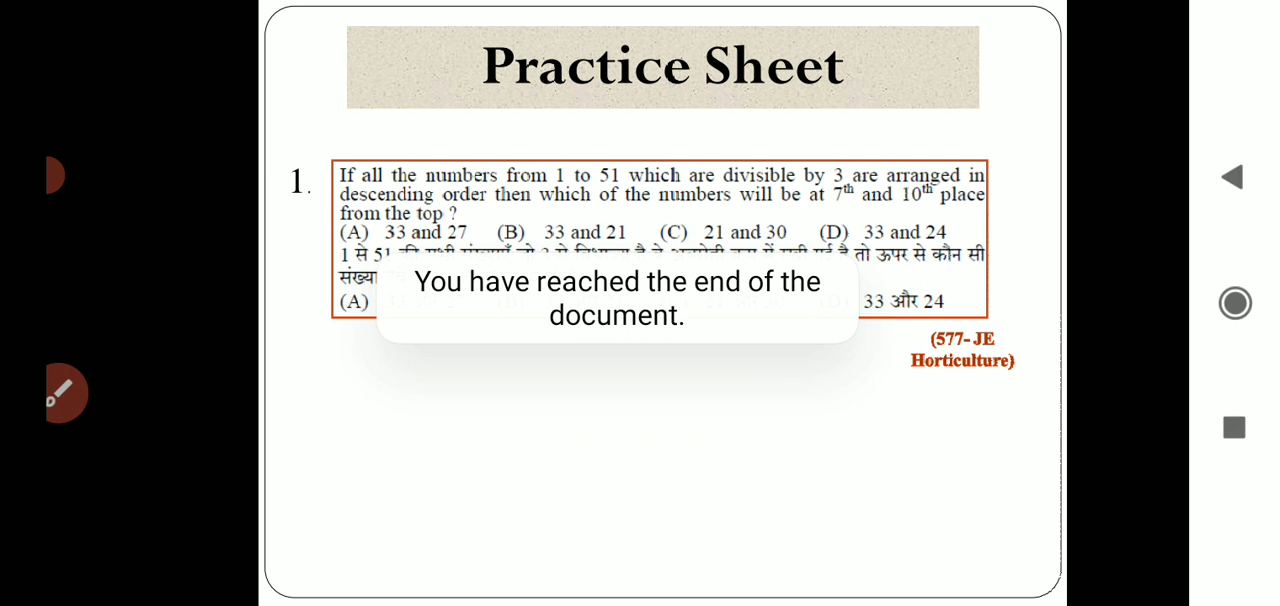 Practice Sheet
1.
If all the numbers from 1 to 51 which are divisible by 3 are arranged in
descending order then which of the numbers will be at 7th and 10th place
from the top ?
(A) 33 and 27 (B) 33 and 21 (C) 21 and 30 (D) 33 and 24
1 से 51 तो ऊपर से कौन सी
संख्या
(A) 33 और 24
You have reached the end of the
document.
(577- JE
Horticulture)